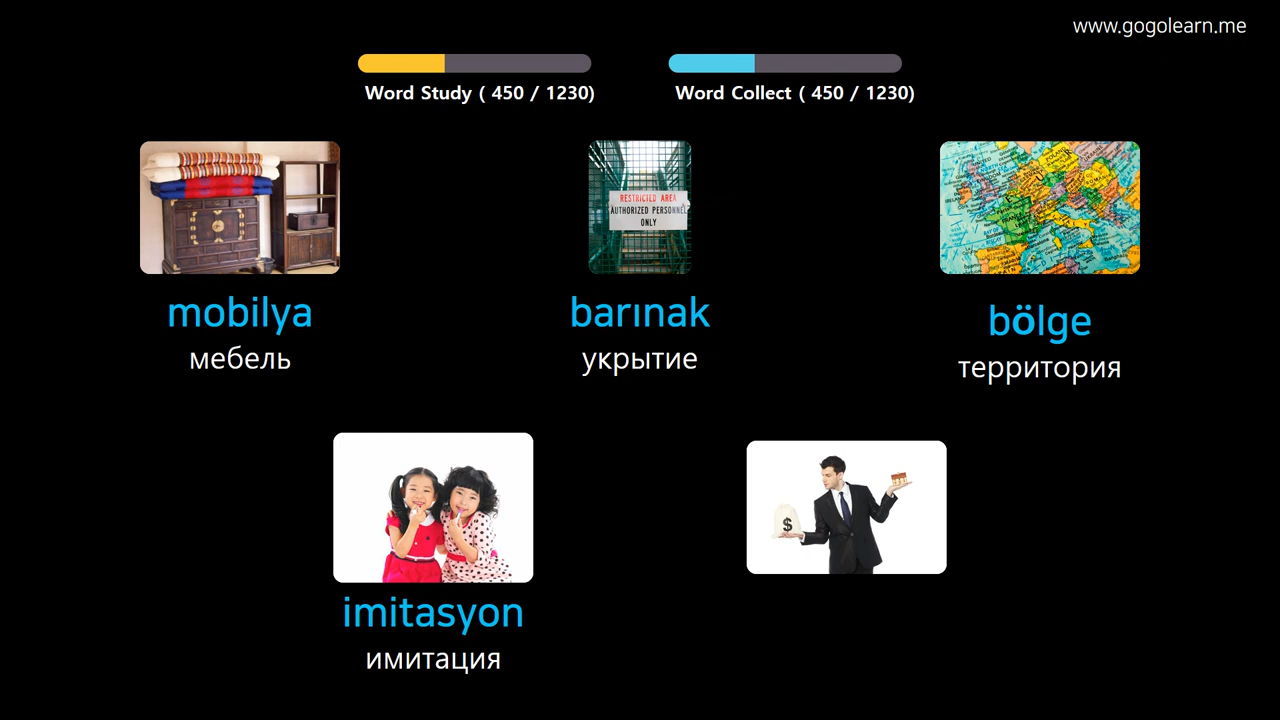 www.gogolearn.me
Word Study ( 450 / 1230)
Word Collect ( 450 / 1230)
RESTRICTED AREA
AUTHORIZED PERSONNEL
ONLY
mobilya
мебель
barınak
укрытие
bölge
территория
$
imitasyon
имитация